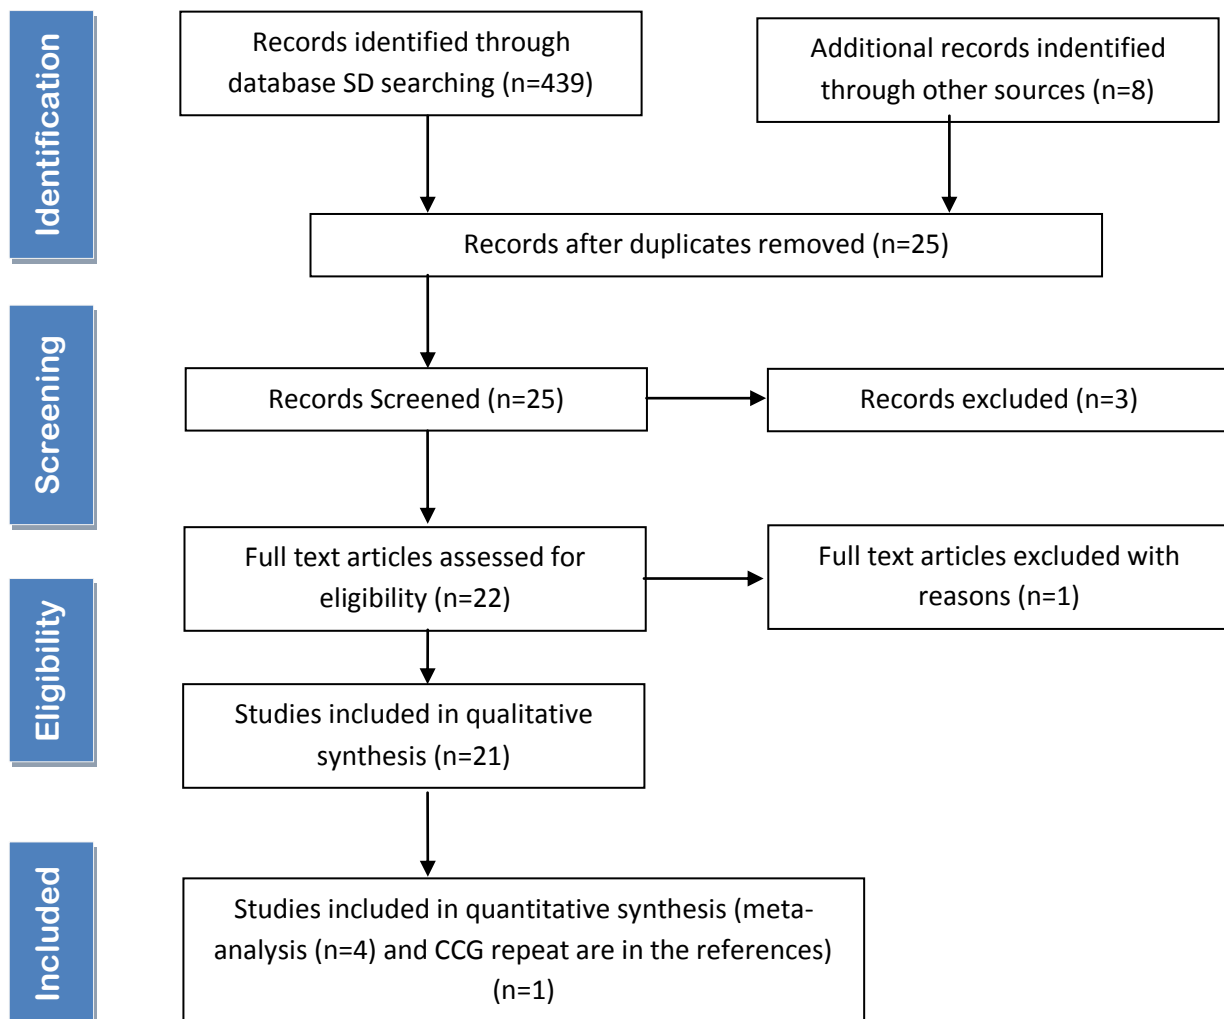 Identification
Records identified through
database SD searching (n=439)
Additional records indentified
through other sources (n=8)
Records after duplicates removed (n=25)
Screening
Records Screened (n=25)
Records excluded (n=3)
Eligibility
Full text articles assessed for
eligibility (n=22)
Full text articles excluded with
reasons (n=1)
Studies included in qualitative
synthesis (n=21)
Included
Studies included in quantitative synthesis (meta-
analysis (n=4) and CCG repeat are in the references)
(n=1)